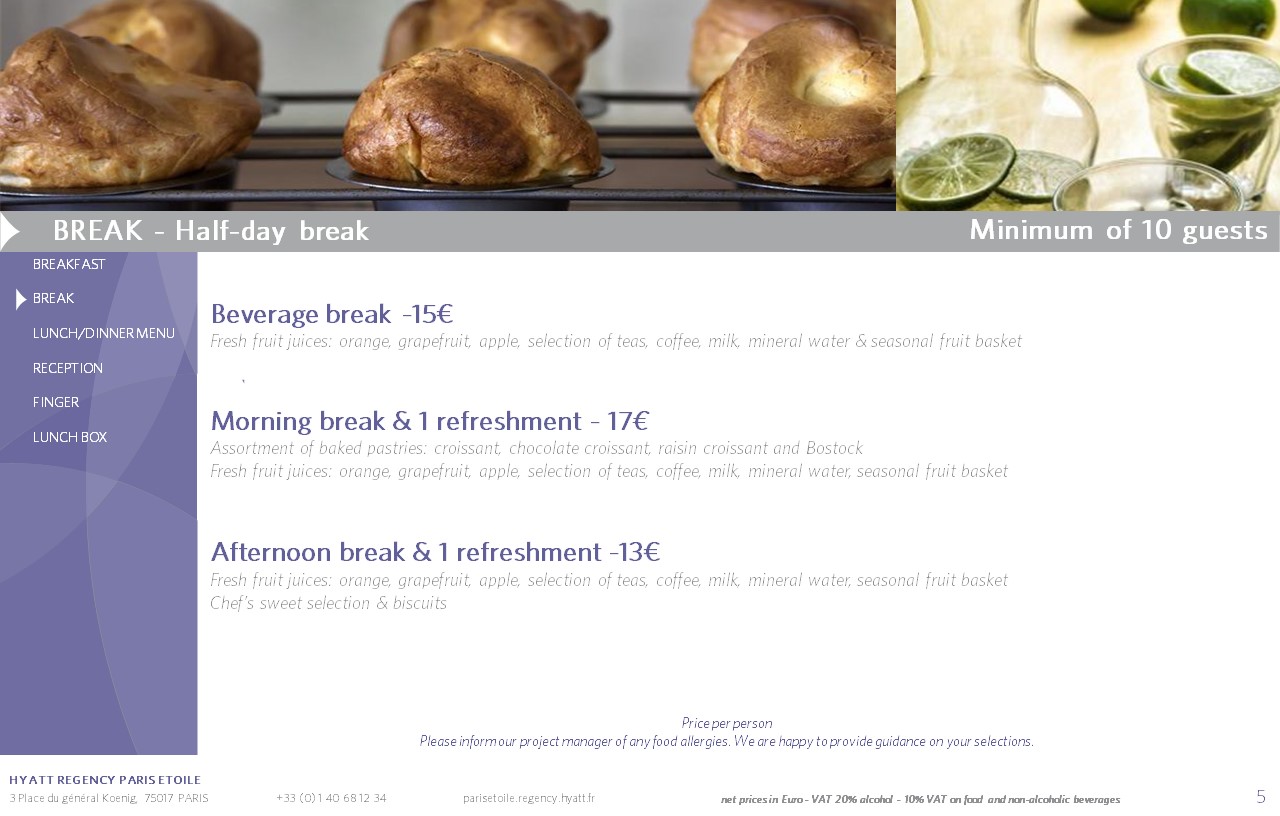 BREAK - Half-day break
Minimum of 10 guests
BREAKFAST
BREAK
LUNCH/DINNER MENU
RECEPTION
FINGER
LUNCH BOX
Beverage break -15€
Fresh fruit juices: orange, grapefruit, apple, selection of teas, coffee, milk, mineral water & seasonal fruit basket
Morning break & 1 refreshment - 17€
Assortment of baked pastries: croissant, chocolate croissant, raisin croissant and Bostock
Fresh fruit juices: orange, grapefruit, apple, selection of teas, coffee, milk, mineral water, seasonal fruit basket
Afternoon break & 1 refreshment -13€
Fresh fruit juices: orange, grapefruit, apple, selection of teas, coffee, milk, mineral water, seasonal fruit basket
Chef's sweet selection & biscuits
Price per person
Please inform our project manager of any food allergies. We are happy to provide guidance on your selections.
HYATT REGENCY PARIS ETOILE
3 Place du général Koenig, 75017 PARIS +33 (0) 1 40 68 12 34 parisetoile.regency.hyatt.fr net prices in Euro - VAT 20% alcohol - 10% VAT on food and non-alcoholic beverages 5